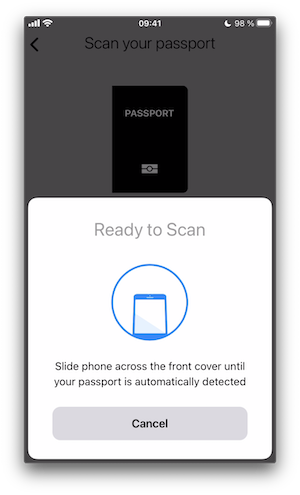 09:41
98 %
Scan your passport
PASSPORT
Ready to Scan
Slide phone across the front cover until
your passport is automatically detected
Cancel